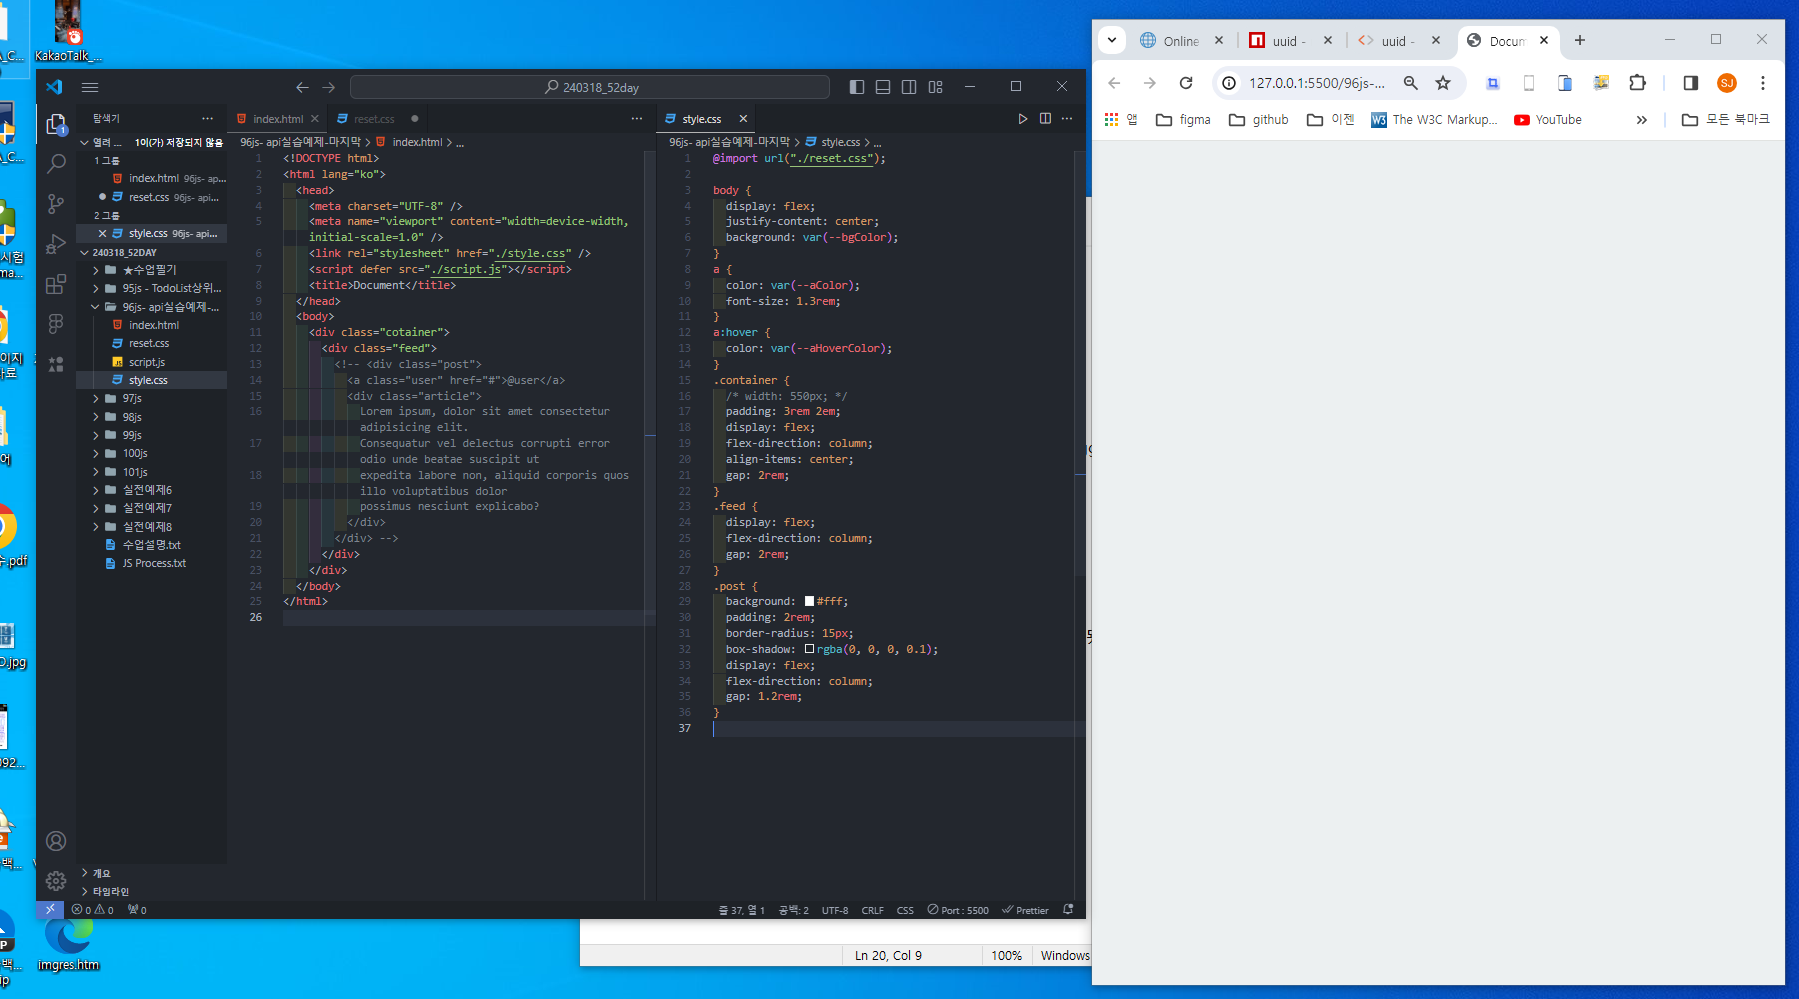 KakaoTalk_...
Online
uuid -
uuid -
Docum
127.0.0.1:5500/96js-...
SJ
앱
figma
github
이젠
The W3C Markup...
YouTube
모든 북마크
240318_52day
탐색기
열려 ...
1이(가) 저장되지 않음
1 그룹
index.html 96js- ap...
reset.css 96js- api...
2 그룹
style.css 96js- api...
240318_52DAY
★수업필기
95js - TodoList상위...
96js- api실습예제-...
index.html
reset.css
script.js
style.css
97js
98js
99js
100js
101js
실전예제6
실전예제7
실전예제8
수업설명.txt
JS Process.txt
개요
타임라인
index.html
reset.css
96js- api실습예제-마지막 > index.html > ...
1 <!DOCTYPE html>
2 <html lang="ko">
3 <head>
4 <meta charset="UTF-8" />
5 <meta name="viewport" content="width=device-width,
initial-scale=1.0" />
6 <link rel="stylesheet" href="./style.css" />
7 <script defer src="./script.js"></script>
8 <title>Document</title>
9 </head>
10 <body>
11 <div class="cotainer">
12 <div class="feed">
13 <!-- <div class="post">
14 <a class="user" href="#">@user</a>
15 <div class="article">
16 Lorem ipsum, dolor sit amet consectetur
adipisicing elit.
17 Consequatur vel delectus corrupti error
odio unde beatae suscipit ut
18 expedita labore non, aliquid corporis quos
illo voluptatibus dolor
19 possimus nesciunt explicabo?
20 </div>
21 </div> -->
22 </div>
23 </div>
24 </body>
25 </html>
26
style.css
96js- api실습예제-마지막 > style.css > ...
1 @import url("./reset.css");
2
3 body {
4 display: flex;
5 justify-content: center;
6 background: var(--bgColor);
7 }
8 a {
9 color: var(--aColor);
10 font-size: 1.3rem;
11 }
12 a:hover {
13 color: var(--aHoverColor);
14 }
15 .container {
16 /* width: 550px; */
17 padding: 3rem 2em;
18 display: flex;
19 flex-direction: column;
20 align-items: center;
21 gap: 2rem;
22 }
23 .feed {
24 display: flex;
25 flex-direction: column;
26 gap: 2rem;
27 }
28 .post {
29 background: #fff;
30 padding: 2rem;
31 border-radius: 15px;
32 box-shadow: rgba(0, 0, 0, 0.1);
33 display: flex;
34 flex-direction: column;
35 gap: 1.2rem;
36 }
37
0 0 0
줄 37, 열 1 공백: 2 UTF-8 CRLF CSS Port : 5500 Prettier
imgres.htm
Ln 20, Col 9 100% Windows